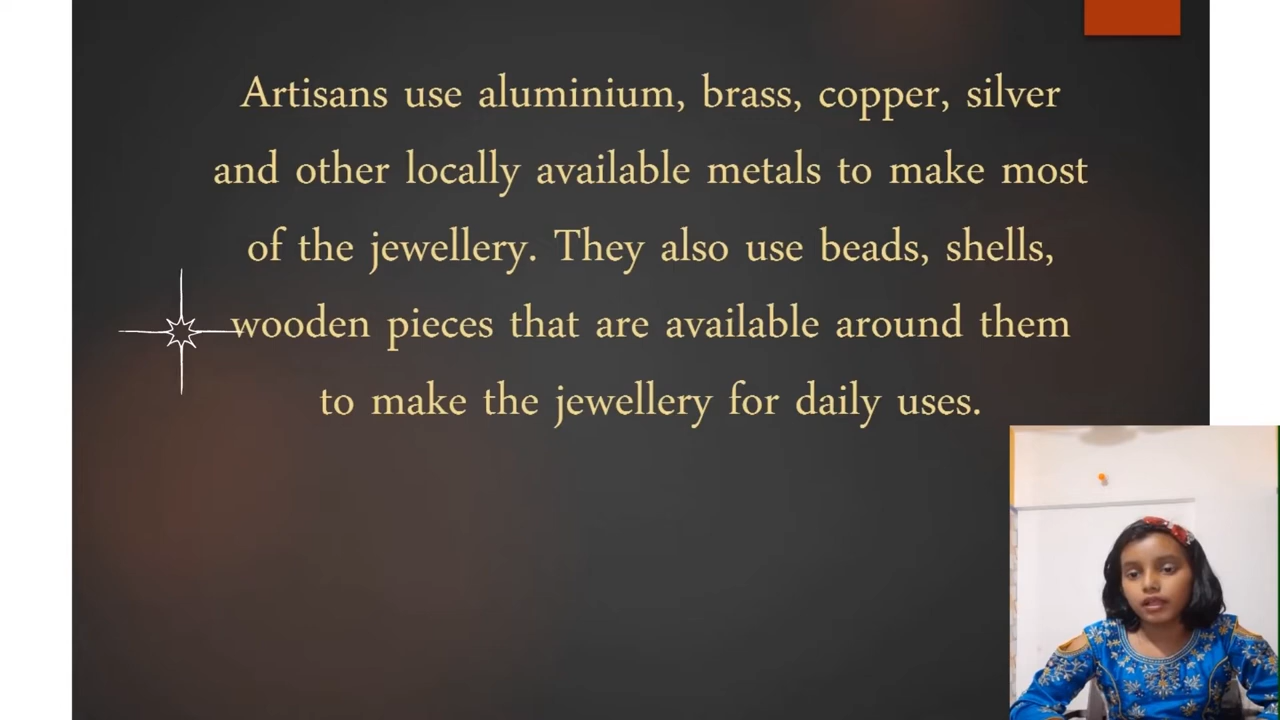 Artisans use aluminium, brass, copper, silver
and other locally available metals to make most
of the jewellery. They also use beads, shells,
wooden pieces that are available around them
to make the jewellery for daily uses.